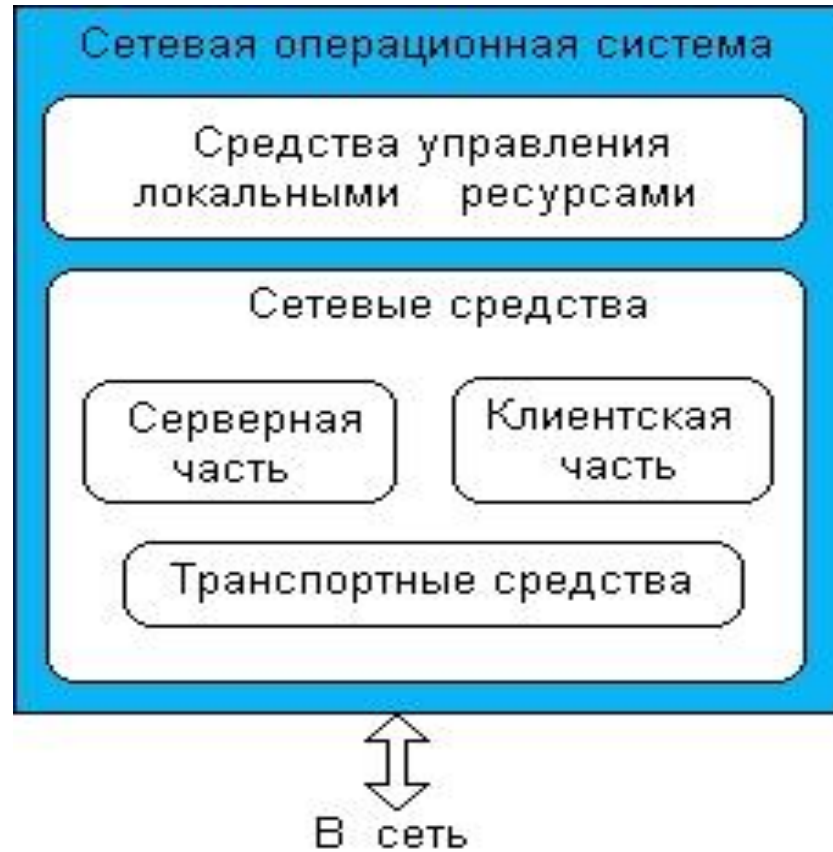 Сетевая операционная система
Средства управления
локальными ресурсами
Сетевые средства
Серверная
часть
Клиентская
часть
Транспортные средства
В сеть